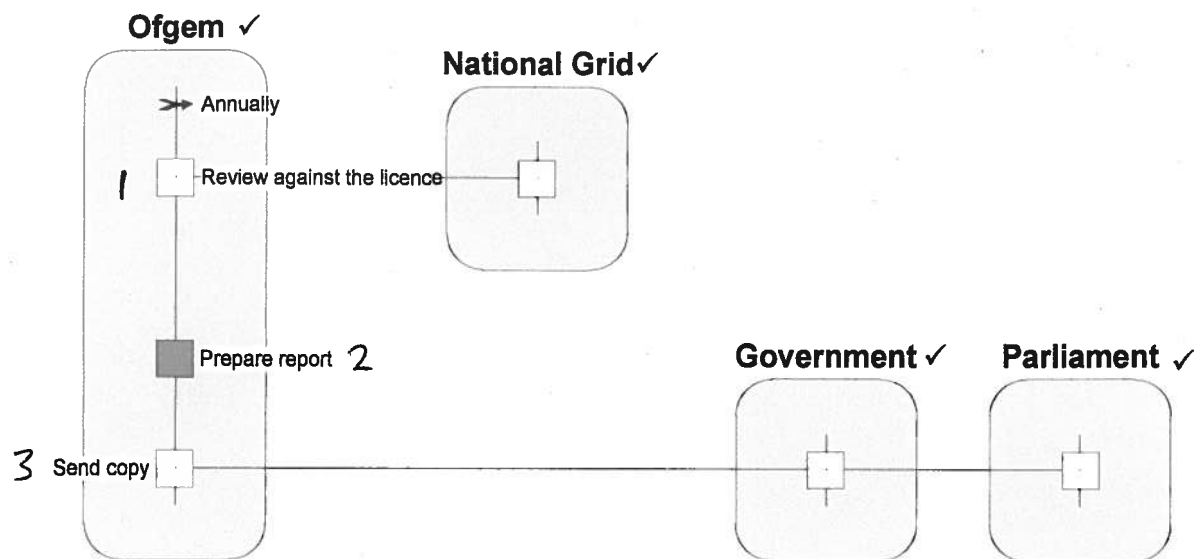 Ofgem ✓
National Grid ✓
Annually
1 Review against the licence
Prepare report 2
Government ✓ Parliament ✓
3 Send copy